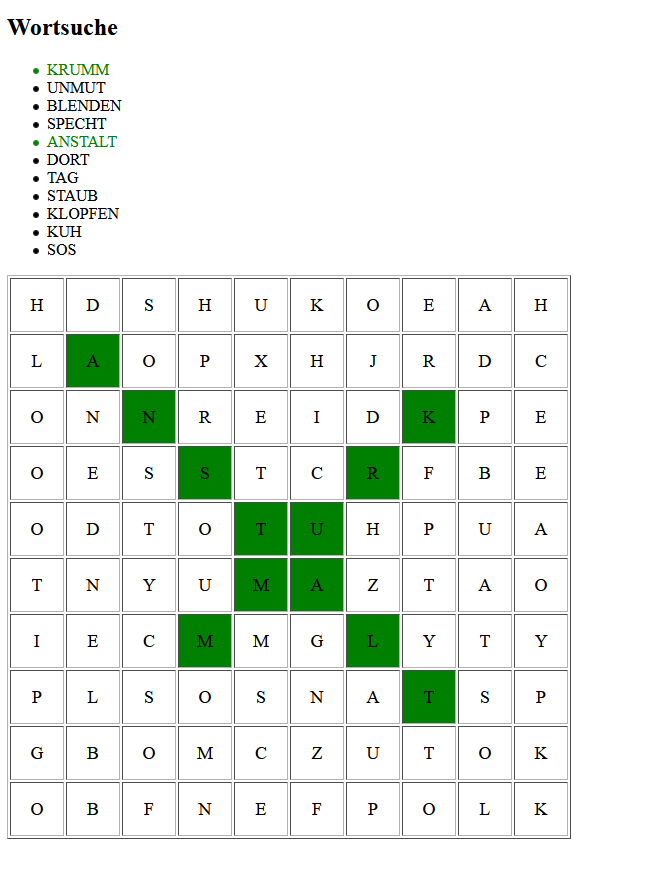 Wortsuche
KRUMM
UNMUT
BLENDEN
SPECHT
ANSTALT
DORT
TAG
STAUB
KLOPFEN
KUH
SOS
H D S H U K O E A H
L A O P X H J R D C
O N N R E I D K P E
O E S S T C R F B E
O D T O T U H P U A
T N Y U M A Z T A O
I E C M M G L Y T Y
P L S O S N A T S P
G B O M C Z U T O K
O B F N E F P O L K